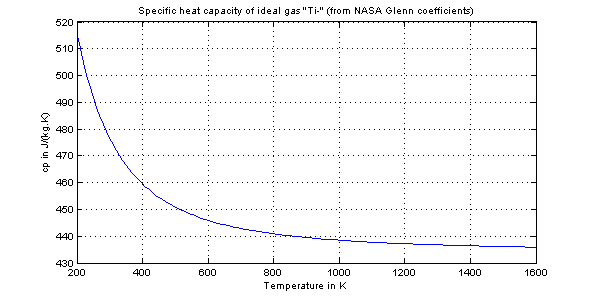 Specific heat capacity of ideal gas "Ti-" (from NASA Glenn coefficients)
520
510
500
490
480
470
460
450
440
430
cp in J/(kg.K)
200 400 600 800 1000 1200 1400 1600
Temperature in K